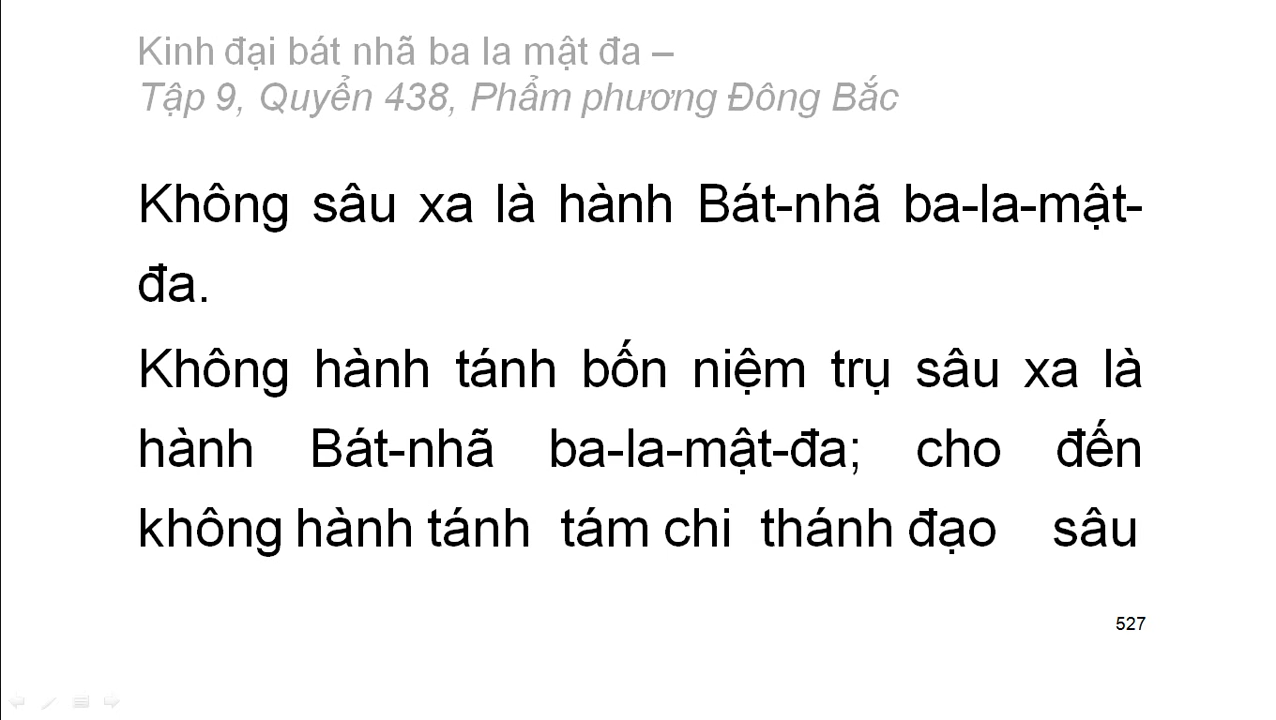 Kinh đại bát nhã ba la mật đa –
Tập 9, Quyển 438, Phẩm phương Đông Bắc
Không sâu xa là hành Bát-nhã ba-la-mật-
đa.
Không hành tánh bốn niệm trụ sâu xa là
hành Bát-nhã ba-la-mật-đa; cho đến
không hành tánh tám chi thánh đạo sâu
527